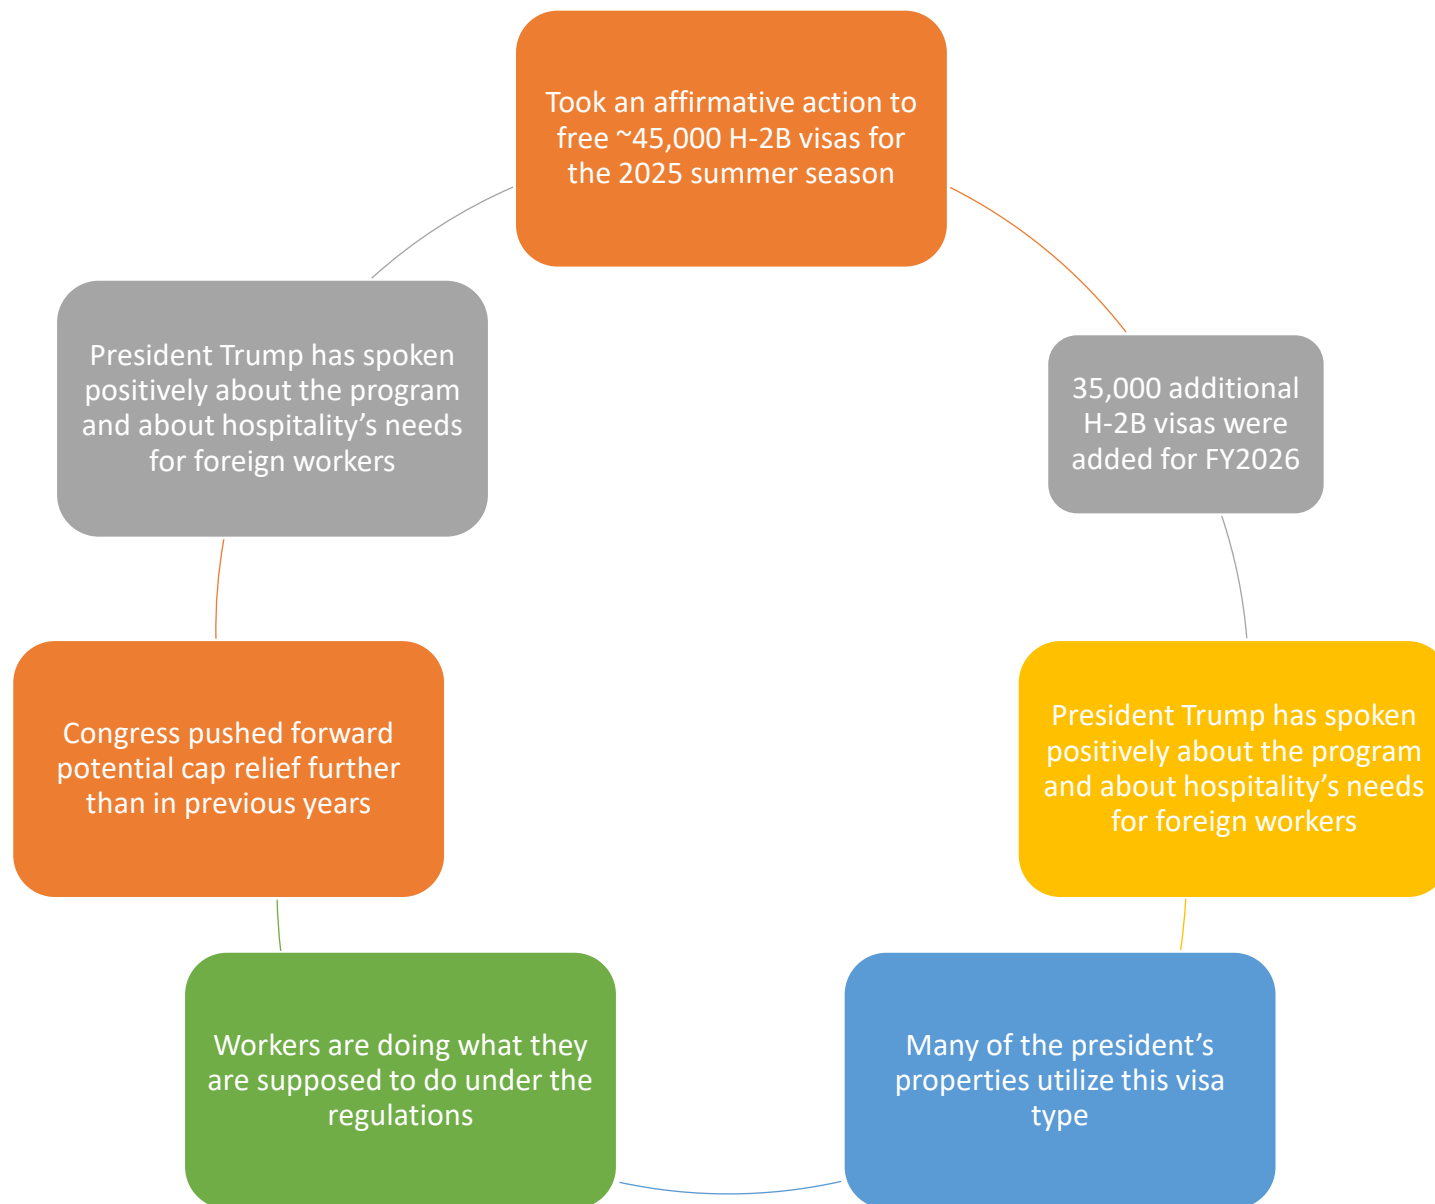 Took an affirmative action to
free ~45,000 H-2B visas for
the 2025 summer season
35,000 additional
H-2B visas were
added for FY2026
President Trump has spoken
positively about the program
and about hospitality’s needs
for foreign workers
Many of the president’s
properties utilize this visa
type
Workers are doing what they
are supposed to do under the
regulations
Congress pushed forward
potential cap relief further
than in previous years
President Trump has spoken
positively about the program
and about hospitality’s needs
for foreign workers